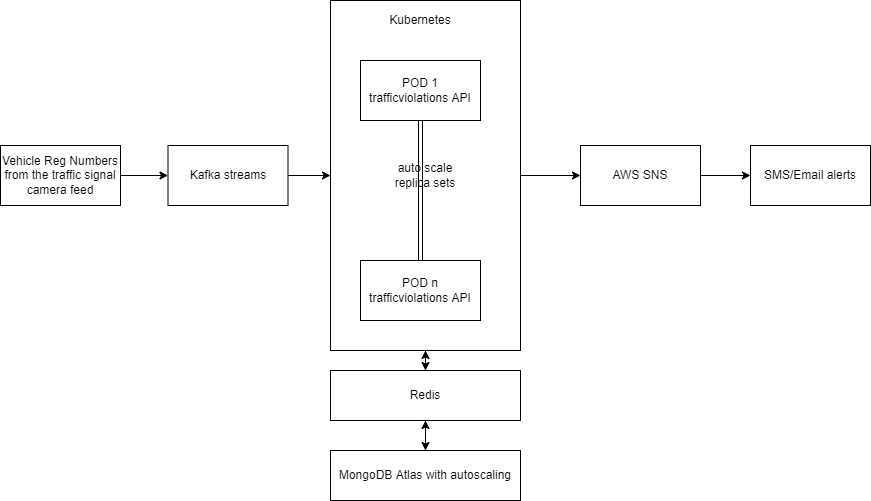 Kubernetes
POD 1
trafficviolations API
Vehicle Reg Numbers
from the traffic signal
camera feed
Kafka streams
auto scale
replica sets
AWS SNS
SMS/Email alerts
POD n
trafficviolations API
Redis
MongoDB Atlas with autoscaling